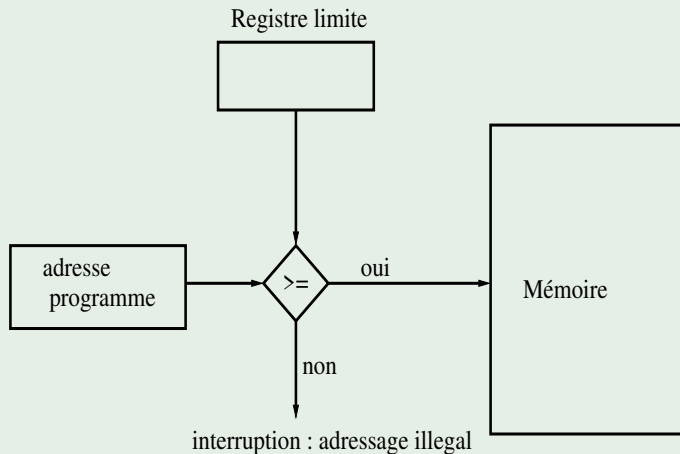 Registre limite
adresse
programme
>=
oui
Mémoire
non
interruption : adressage illegal